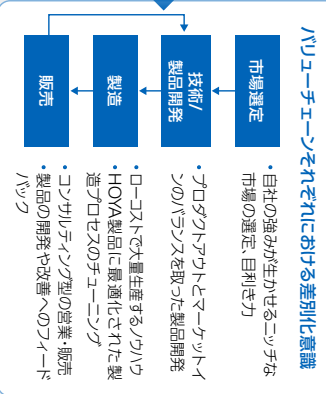 バリューチェーンそれぞれにおける差別化意識
市場選定
・自社の強みが生かせるニッチな
市場の選定、目利き力
技術/
製品開発
・プロダクトアウトとマーケットイ
ンのバランスを取った製品開発
製造
・ローコストで大量生産するノウハウ
・HOYA製品に最適化された製
造プロセスのチューニング
販売
・コンサルティング型の営業・販売
・製品の開発や改善へのフィード
バック